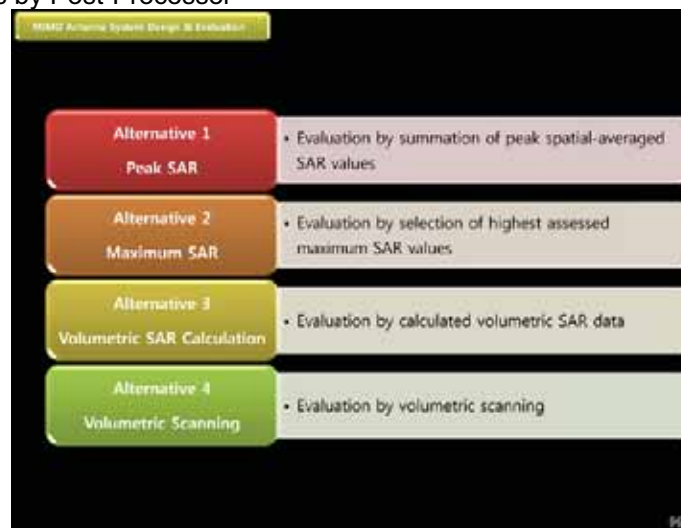 by Post Processor
MIMO Antenna System Design & Evaluation
Alternative 1
Peak SAR
• Evaluation by summation of peak spatial-averaged
SAR values
Alternative 2
Maximum SAR
• Evaluation by selection of highest assessed
maximum SAR values
Alternative 3
Volumetric SAR Calculation
• Evaluation by calculated volumetric SAR data
Alternative 4
Volumetric Scanning
• Evaluation by volumetric scanning